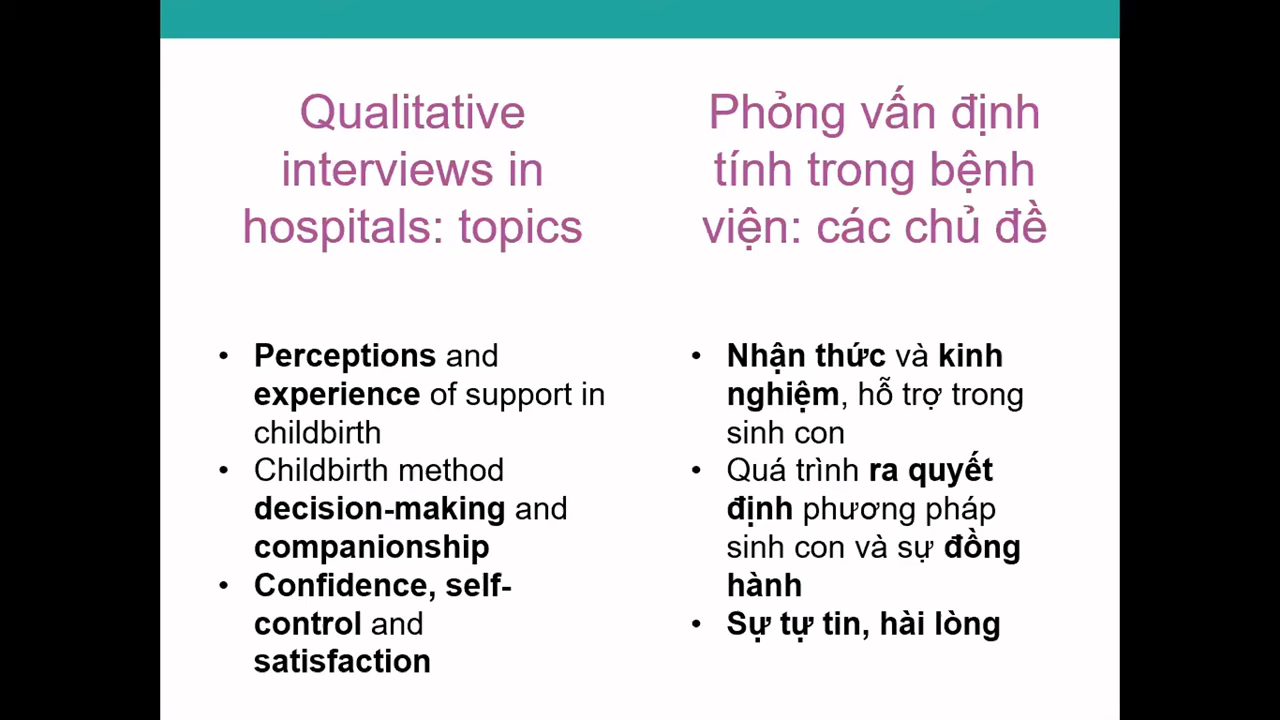 Qualitative
interviews in
hospitals: topics
• Perceptions and
experience of support in
childbirth
• Childbirth method
decision-making and
companionship
• Confidence, self-
control and
satisfaction
Phỏng vấn định
tính trong bệnh
viện: các chủ đề
• Nhận thức và kinh
nghiệm, hỗ trợ trong
sinh con
• Quá trình ra quyết
định phương pháp
sinh con và sự đồng
hành
• Sự tự tin, hài lòng